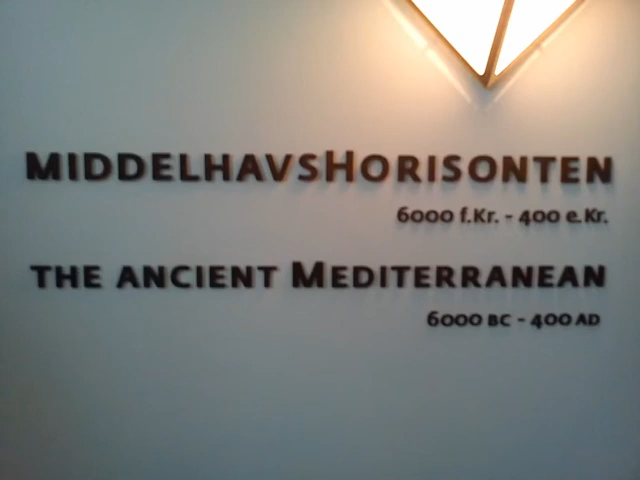 MIDDELHAVSHORISONTEN
6000 f.Kr. - 400 e.Kr.
THE ANCIENT MEDITERRANEAN
6000 BC - 400 AD